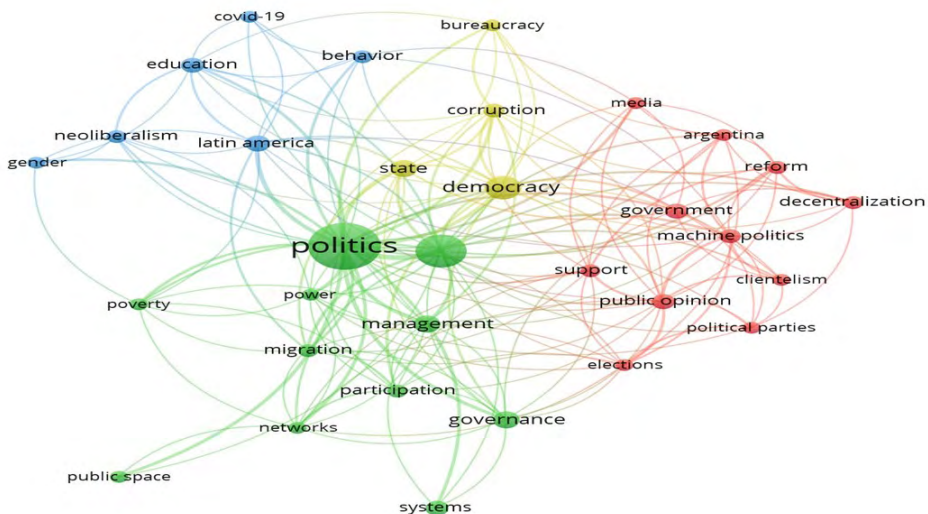 covid-19
bureaucracy
education
behavior
media
corruption
argentina
neoliberalism
latin america
gender
state
reform
democracy
decentralization
government
machine politics
politics
support
clientelism
power
public opinion
poverty
management
political parties
migration
elections
participation
governance
networks
public space
systems